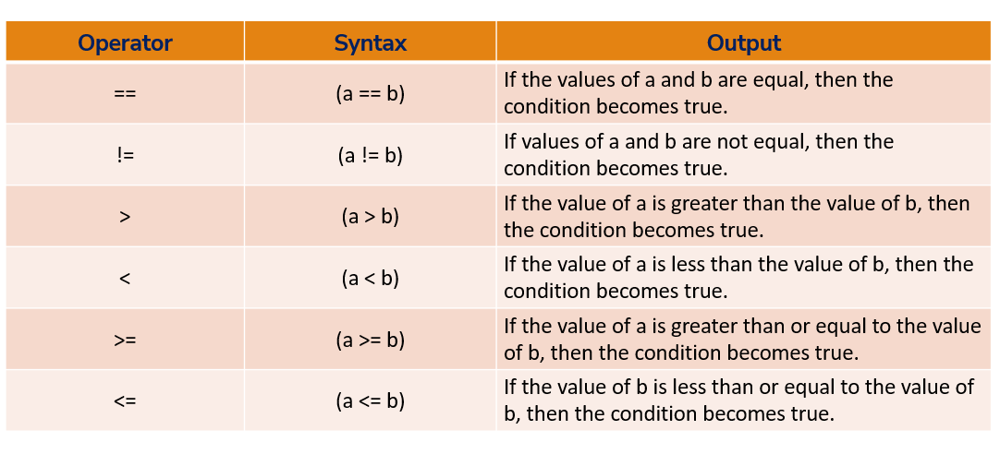 Operator Syntax Output
== (a == b) If the values of a and b are equal, then the
condition becomes true.
!= (a != b) If values of a and b are not equal, then the
condition becomes true.
> (a > b) If the value of a is greater than the value of b, then
the condition becomes true.
< (a < b) If the value of a is less than the value of b, then the
condition becomes true.
>= (a >= b) If the value of a is greater than or equal to the value
of b, then the condition becomes true.
<= (a <= b) If the value of b is less than or equal to the value of
b, then the condition becomes true.